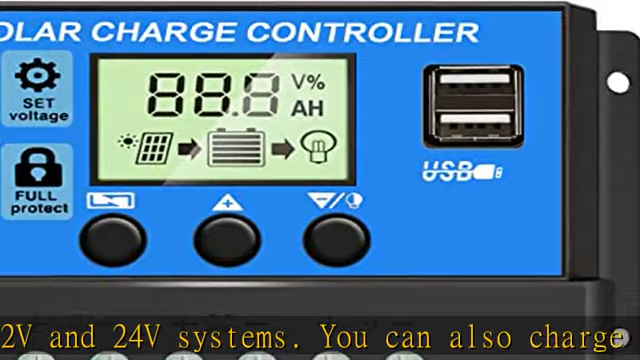 OLAR CHARGE CONTROLLER
SET
voltage
88.8 V%
AH
FULL
protect
USB
2V and 24V systems. You can also charge